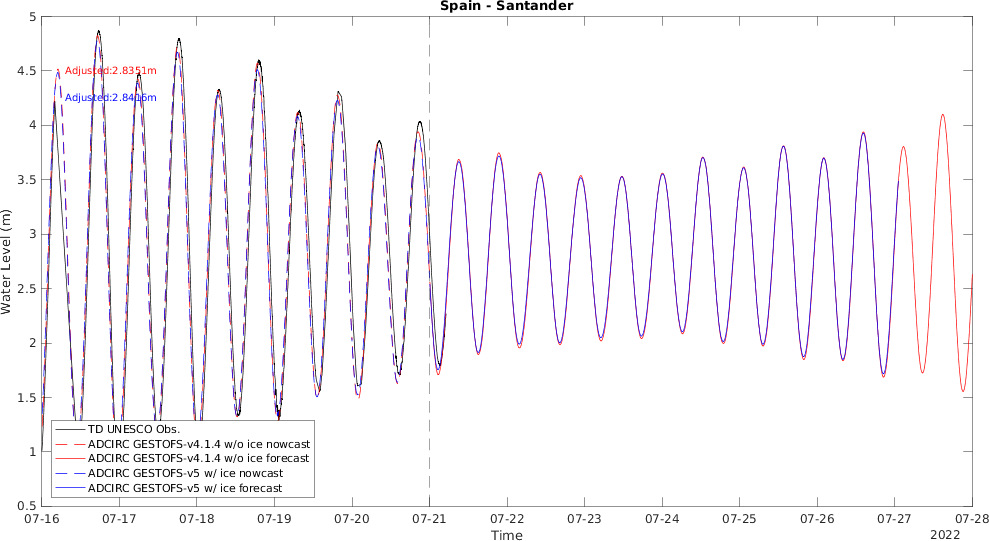 Spain - Santander
5
4.5
4
3.5
3
2.5
2
1.5
1
0.5
Water Level (m)
Adjusted:2.8351m
Adjusted:2.8416m
TD UNESCO Obs.
ADCIRC GESTOFS-v4.1.4 w/o ice nowcast
ADCIRC GESTOFS-v4.1.4 w/o ice forecast
ADCIRC GESTOFS-v5 w/ ice nowcast
ADCIRC GESTOFS-v5 w/ ice forecast
07-16 07-17 07-18 07-19 07-20 07-21 07-22 07-23 07-24 07-25 07-26 07-27 07-28
Time
2022